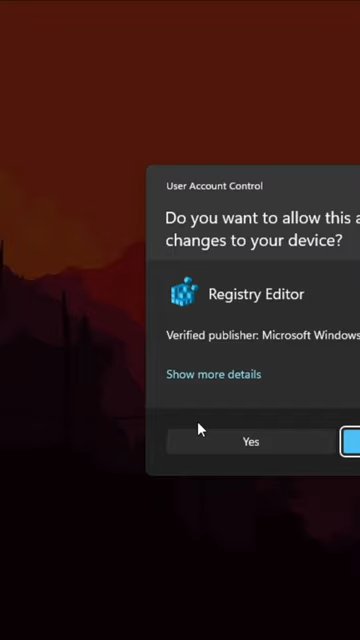 User Account Control
Do you want to allow this a
changes to your device?
Registry Editor
Verified publisher: Microsoft Windows
Show more details
Yes